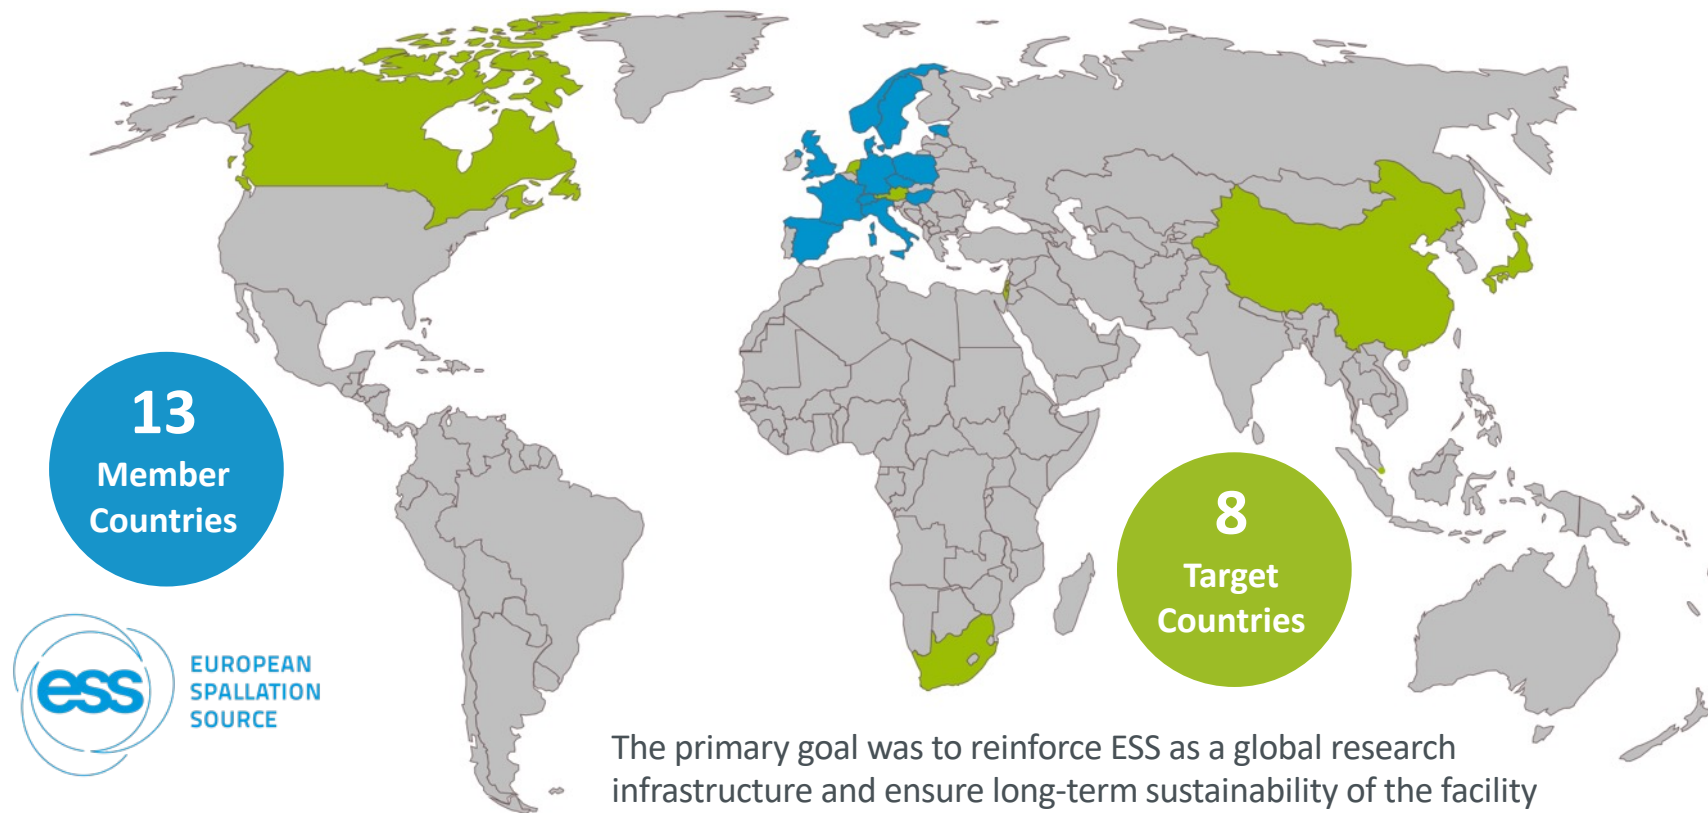 13
Member
Countries
8
Target
Countries
ess
EUROPEAN
SPALLATION
SOURCE
The primary goal was to reinforce ESS as a global research
infrastructure and ensure long-term sustainability of the facility